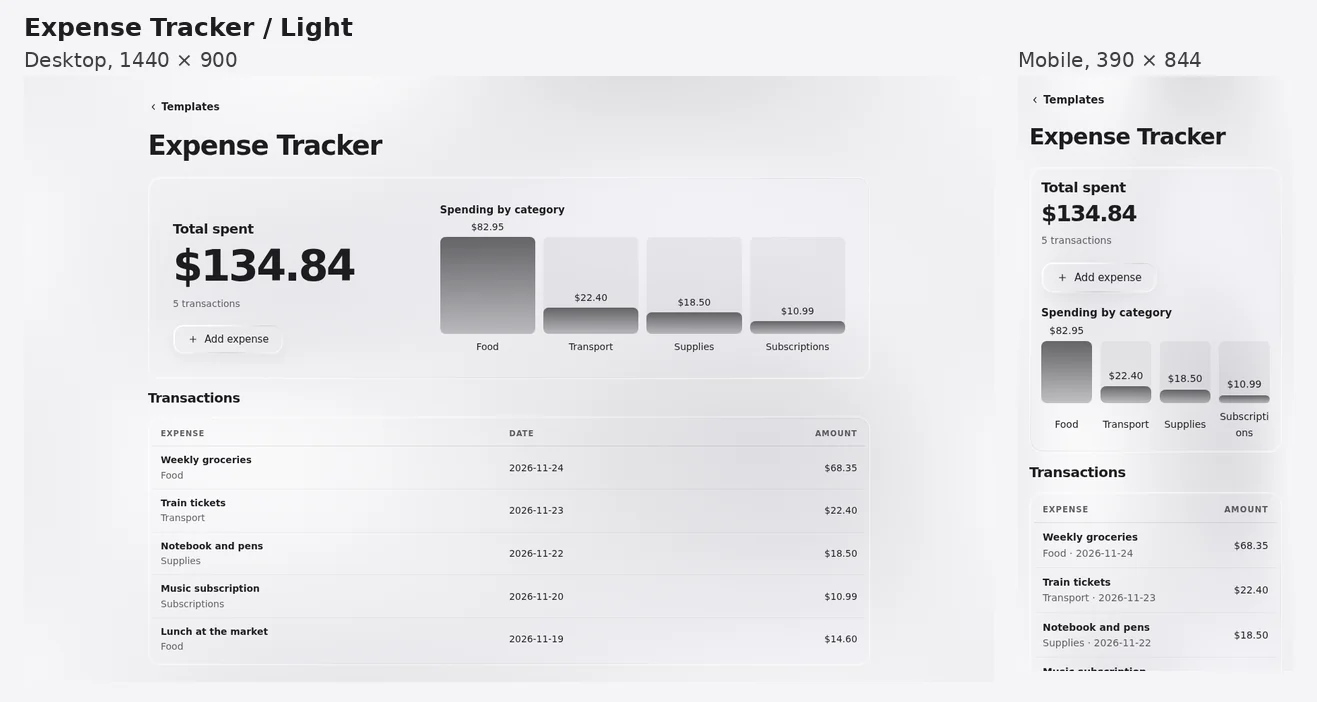 Expense Tracker / Light
Desktop, 1440 × 900
‹ Templates
Expense Tracker
Total spent
$134.84
5 transactions
+ Add expense
Spending by category
$82.95
$22.40
$18.50
$10.99
Food Transport Supplies Subscriptions
Transactions
EXPENSE DATE AMOUNT
Weekly groceries
Food
2026-11-24 $68.35
Train tickets
Transport
2026-11-23 $22.40
Notebook and pens
Supplies
2026-11-22 $18.50
Music subscription
Subscriptions
2026-11-20 $10.99
Lunch at the market
Food
2026-11-19 $14.60
Mobile, 390 × 844
‹ Templates
Expense Tracker
Total spent
$134.84
5 transactions
+ Add expense
Spending by category
$82.95
$22.40
$18.50
$10.99
Food Transport Supplies Subscripti
ons
Transactions
EXPENSE AMOUNT
Weekly groceries
Food · 2026-11-24
$68.35
Train tickets
Transport · 2026-11-23
$22.40
Notebook and pens
Supplies · 2026-11-22
$18.50
Music subscription